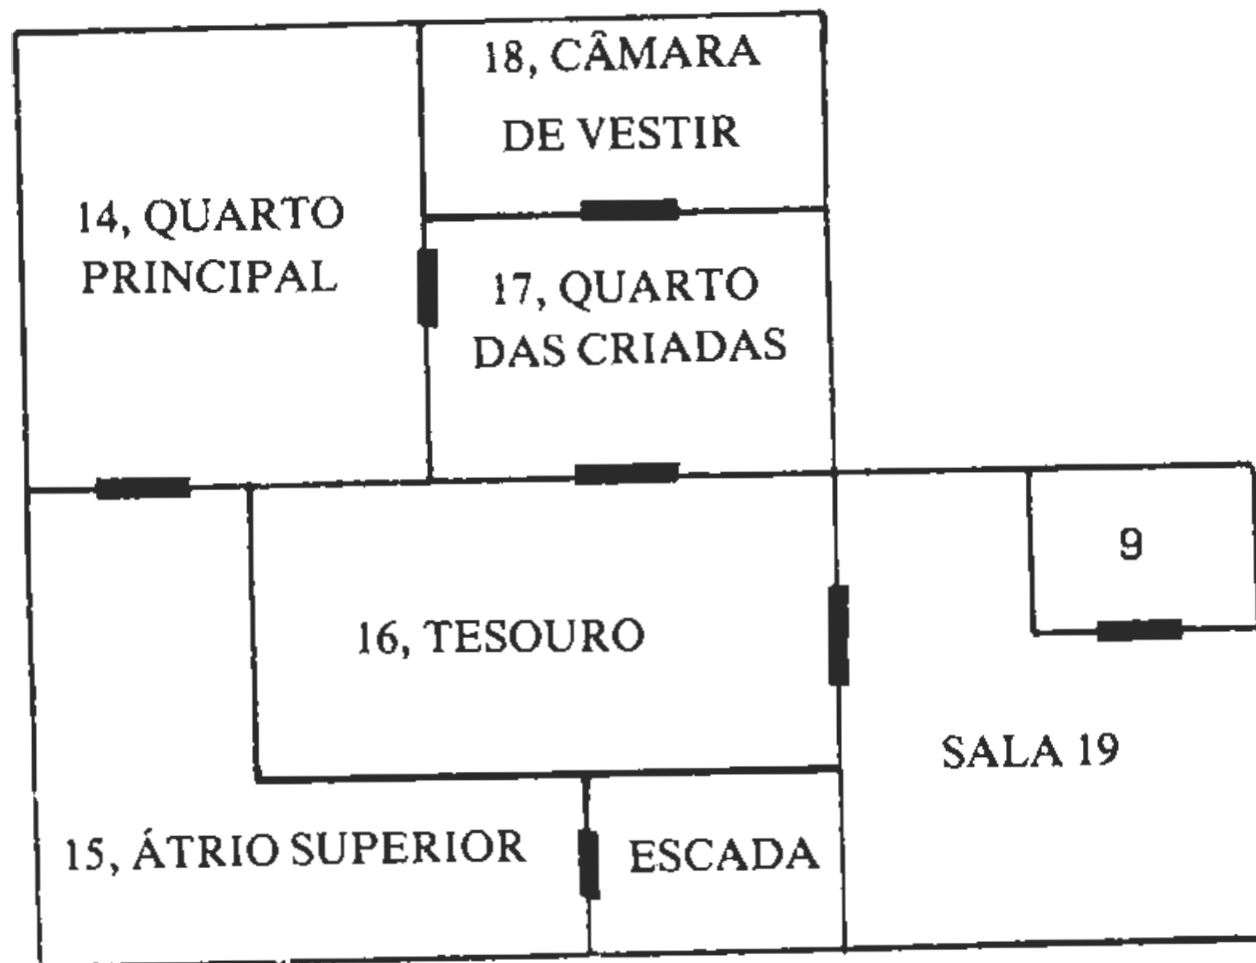 18, CÂMARA
DE VESTIR
14, QUARTO
PRINCIPAL
17, QUARTO
DAS CRIADAS
9
16, TESOURO
SALA 19
15, ÁTRIO SUPERIOR
ESCADA